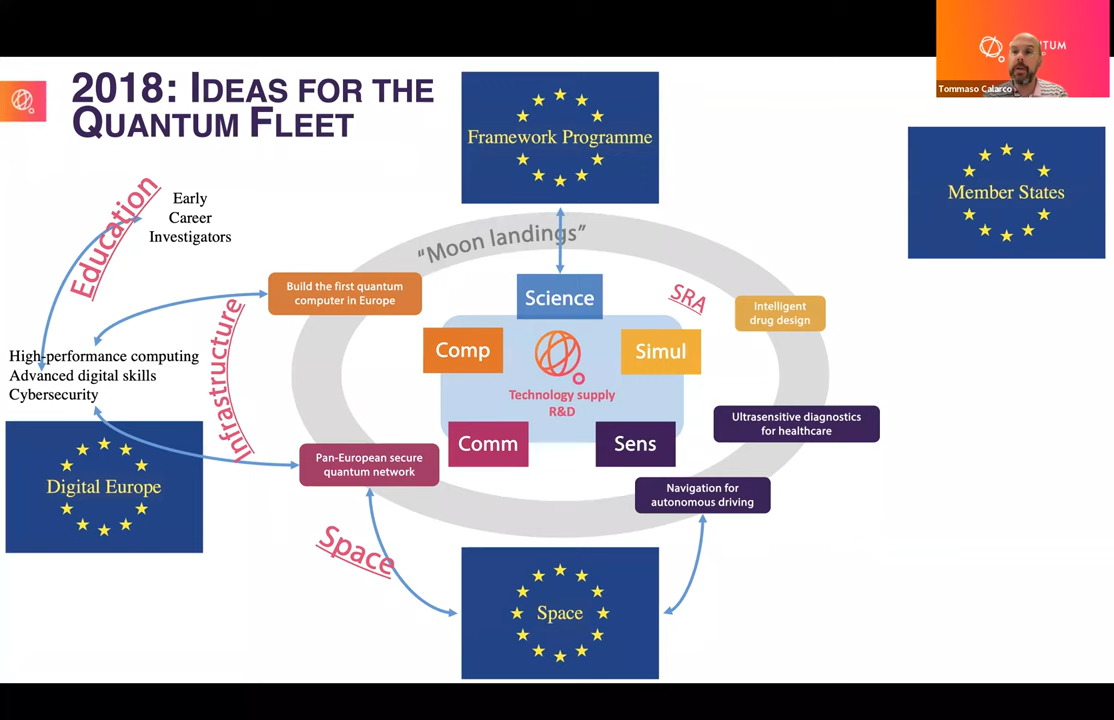 2018: IDEAS FOR THE
QUANTUM FLEET
Tommaso Calarco
Framework Programme
Member States
Education
Early
Career
Investigators
"Moon landings"
Build the first quantum
computer in Europe
Science
SRA
Intelligent
drug design
Infrastructure
High-performance computing
Advanced digital skills
Cybersecurity
Comp
Simul
Technology supply
R&D
Ultrasensitive diagnostics
for healthcare
Comm
Sens
Pan-European secure
quantum network
Digital Europe
Navigation for
autonomous driving
Space
Space